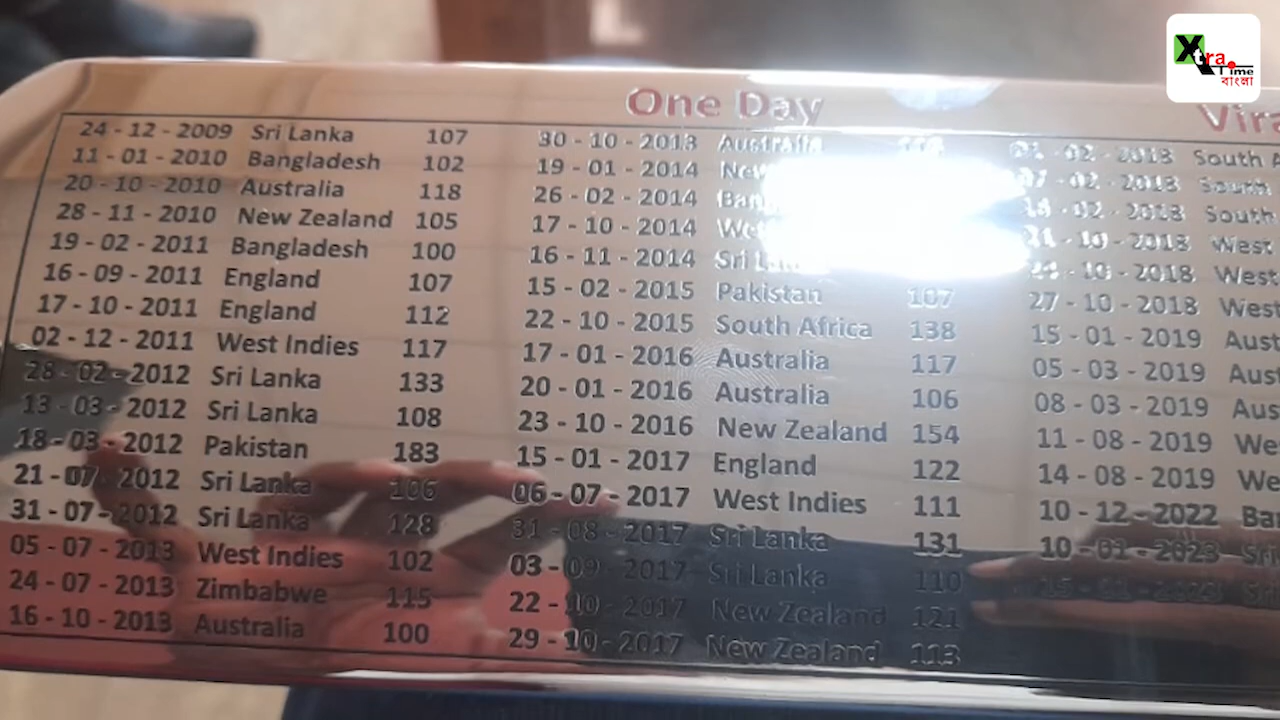 Xtra Time বাংলা
One Day
Vira
24 - 12 - 2009 Sri Lanka 107
11 - 01 - 2010 Bangladesh 102
20 - 10 - 2010 Australia 118
28 - 11 - 2010 New Zealand 105
19 - 02 - 2011 Bangladesh 100
16 - 09 - 2011 England 107
17 - 10 - 2011 England 112
02 - 12 - 2011 West Indies 117
28 - 02 - 2012 Sri Lanka 133
13 - 03 - 2012 Sri Lanka 108
18 - 03 - 2012 Pakistan 183
21 - 07 - 2012 Sri Lanka 106
31 - 07 - 2012 Sri Lanka 128
05 - 07 - 2013 West Indies 102
24 - 07 - 2013 Zimbabwe 115
16 - 10 - 2013 Australia 100
30 - 10 - 2013 Australia
19 - 01 - 2014 New
26 - 02 - 2014 Ban
17 - 10 - 2014 We
16 - 11 - 2014 Sri L
15 - 02 - 2015 Pakistan 107
22 - 10 - 2015 South Africa 138
17 - 01 - 2016 Australia 117
20 - 01 - 2016 Australia 106
23 - 10 - 2016 New Zealand 154
15 - 01 - 2017 England 122
06 - 07 - 2017 West Indies 111
31 - 08 - 2017 Sri Lanka 131
03 - 09 - 2017 Sri Lanka 110
22 - 10 - 2017 New Zealand 121
29 - 10 - 2017 New Zealand 113
02 - 2018 South A
02 - 2018 South
02 - 2018 South
10 - 2018 West
10 - 2018 West
27 - 10 - 2018 West
15 - 01 - 2019 Aust
05 - 03 - 2019 Aust
08 - 03 - 2019 Aus
11 - 08 - 2019 We
14 - 08 - 2019 We
10 - 12 - 2022 Ba
10 - 01 - 2023 Sri
15 - 01 - 2023 Sri